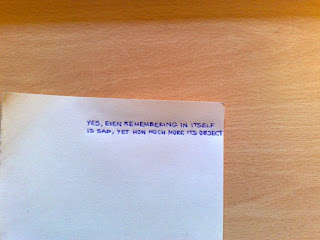 YES, EVEN REMEMBERING IN ITSELF
IS SAD, YET HOW MUCH MORE ITS OBJECT